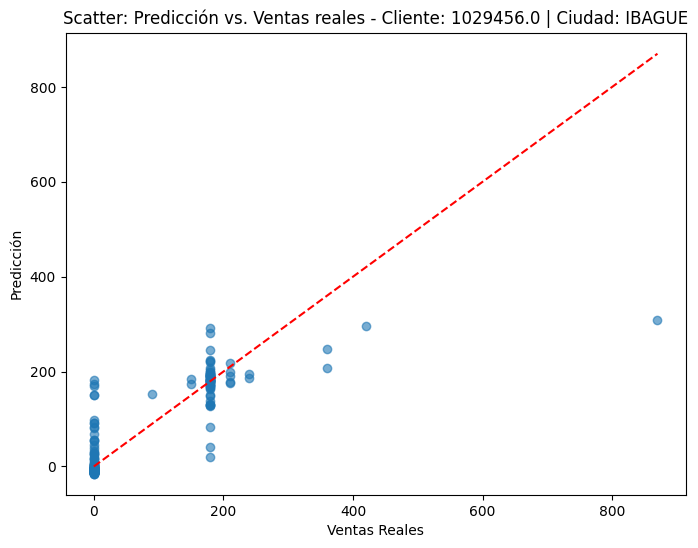 Scatter: Predicción vs. Ventas reales - Cliente: 1029456.0 | Ciudad: IBAGUE
Predicción
800
600
400
200
0
0 200 400 600 800
Ventas Reales